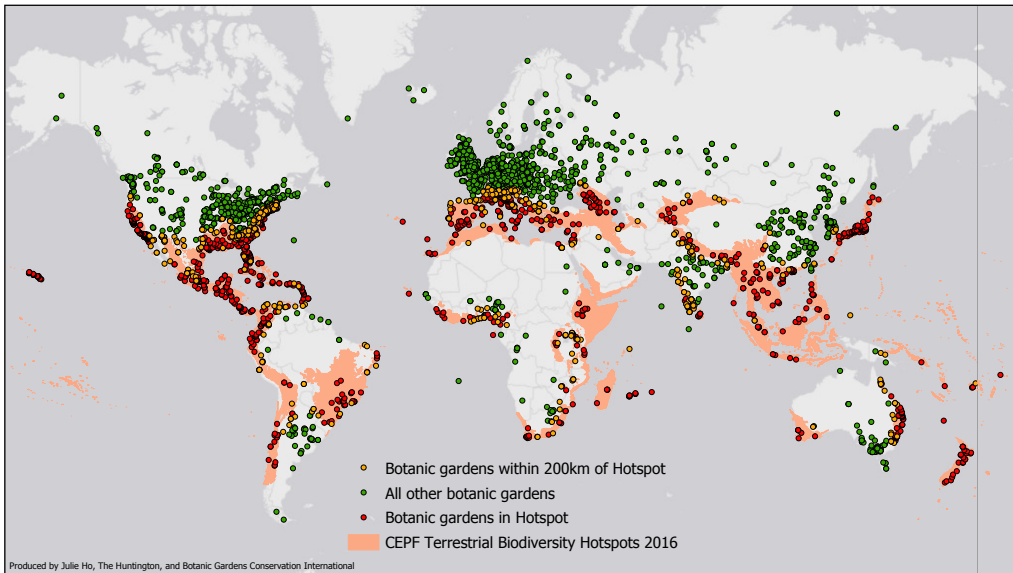 Botanic gardens within 200km of Hotspot
All other botanic gardens
Botanic gardens in Hotspot
CEPF Terrestrial Biodiversity Hotspots 2016
Produced by Julie Ho, The Huntington, and Botanic Gardens Conservation International